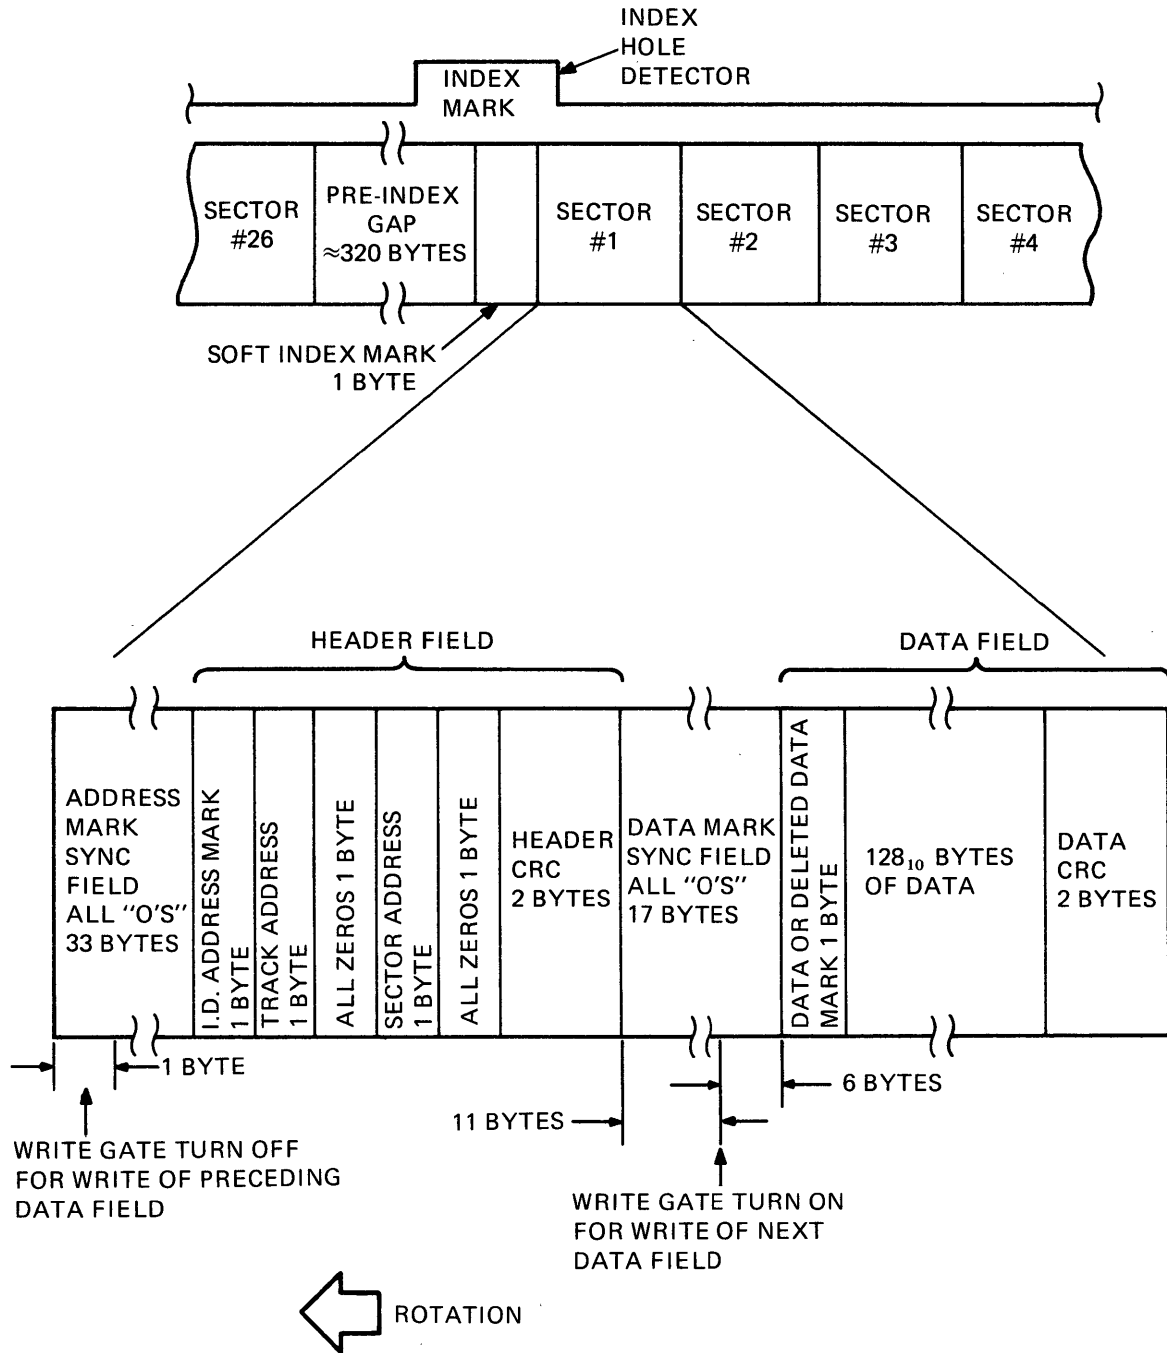 INDEX
HOLE
DETECTOR
INDEX
MARK
SECTOR
#26
PRE-INDEX
GAP
≈320 BYTES
SECTOR
#1
SECTOR
#2
SECTOR
#3
SECTOR
#4
SOFT INDEX MARK
1 BYTE
HEADER FIELD
DATA FIELD
ADDRESS
MARK
SYNC
FIELD
ALL "O'S"
33 BYTES
I.D. ADDRESS MARK
1 BYTE
TRACK ADDRESS
1 BYTE
ALL ZEROS 1 BYTE
SECTOR ADDRESS
1 BYTE
ALL ZEROS 1 BYTE
HEADER
CRC
2 BYTES
DATA MARK
SYNC FIELD
ALL "O'S"
17 BYTES
DATA OR DELETED DATA
MARK 1 BYTE
128₁₀ BYTES
OF DATA
DATA
CRC
2 BYTES
1 BYTE
6 BYTES
11 BYTES
WRITE GATE TURN OFF
FOR WRITE OF PRECEDING
DATA FIELD
WRITE GATE TURN ON
FOR WRITE OF NEXT
DATA FIELD
ROTATION